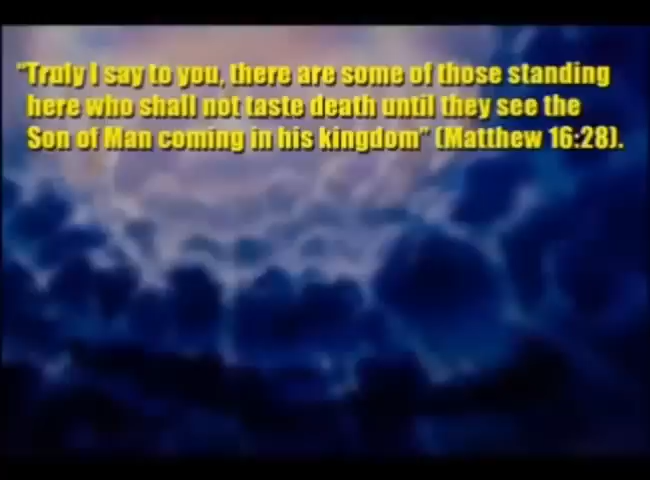 "Truly I say to you, there are some of those standing
here who shall not taste death until they see the
Son of Man coming in his kingdom" (Matthew 16:28).